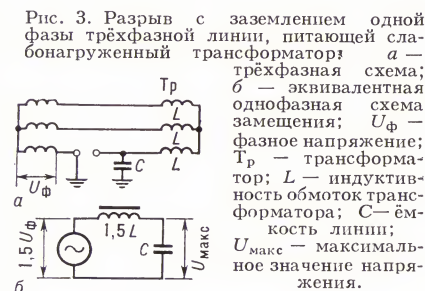 Рис. 3. Разрыв с заземлением одной
фазы трёхфазной линии, питающей сла-
бонагруженный трансформатор: а —
трёхфазная схема;
б — эквивалентная
однофазная схема
замещения; Uф —
фазное напряжение;
Тр — трансформа-
тор; L — индуктив-
ность обмоток транс-
форматора; С — ём-
кость линии;
Uмакс — максималь-
ное значение напря-
жения.
Тр
L
L
C
L
Uф
а
1,5Uф
1,5L
C
Uмакс
б